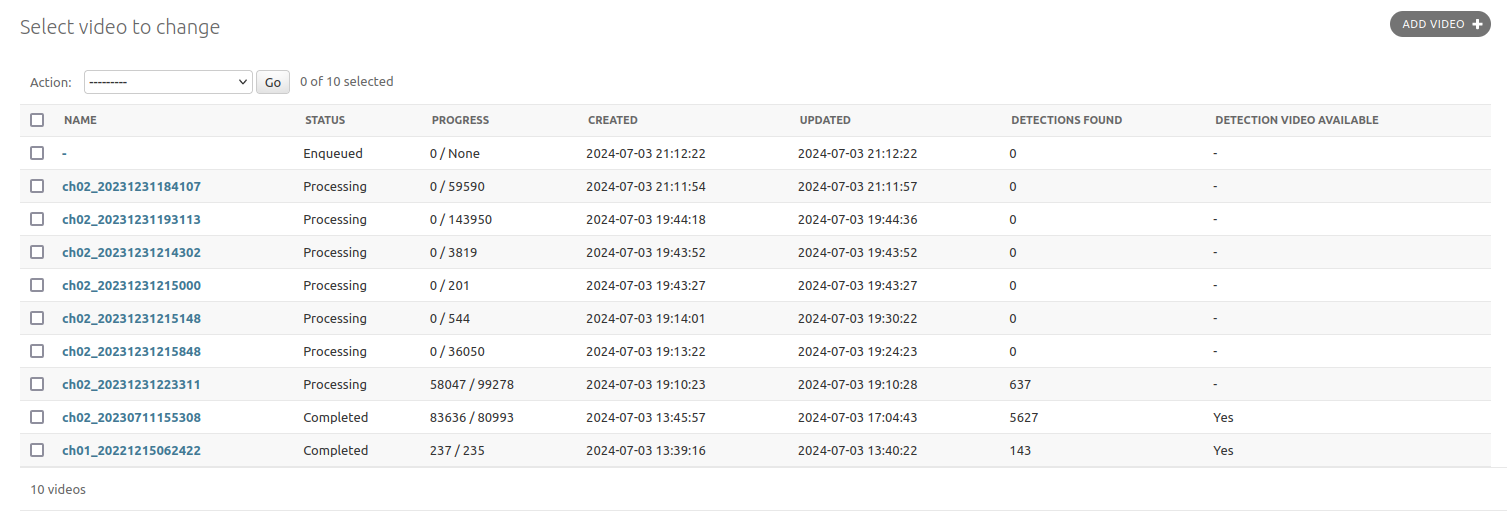 Select video to change
ADD VIDEO +
Action: --------- Go 0 of 10 selected
NAME STATUS PROGRESS CREATED UPDATED DETECTIONS FOUND DETECTION VIDEO AVAILABLE
- Enqueued 0 / None 2024-07-03 21:12:22 2024-07-03 21:12:22 0 -
ch02_20231231184107 Processing 0 / 59590 2024-07-03 21:11:54 2024-07-03 21:11:57 0 -
ch02_20231231193113 Processing 0 / 143950 2024-07-03 19:44:18 2024-07-03 19:44:36 0 -
ch02_20231231214302 Processing 0 / 3819 2024-07-03 19:43:52 2024-07-03 19:43:52 0 -
ch02_20231231215000 Processing 0 / 201 2024-07-03 19:43:27 2024-07-03 19:43:27 0 -
ch02_20231231215148 Processing 0 / 544 2024-07-03 19:14:01 2024-07-03 19:30:22 0 -
ch02_20231231215848 Processing 0 / 36050 2024-07-03 19:13:22 2024-07-03 19:24:23 0 -
ch02_20231231223311 Processing 58047 / 99278 2024-07-03 19:10:23 2024-07-03 19:10:28 637 -
ch02_20230711155308 Completed 83636 / 80993 2024-07-03 13:45:57 2024-07-03 17:04:43 5627 Yes
ch01_20221215062422 Completed 237 / 235 2024-07-03 13:39:16 2024-07-03 13:40:22 143 Yes
10 videos